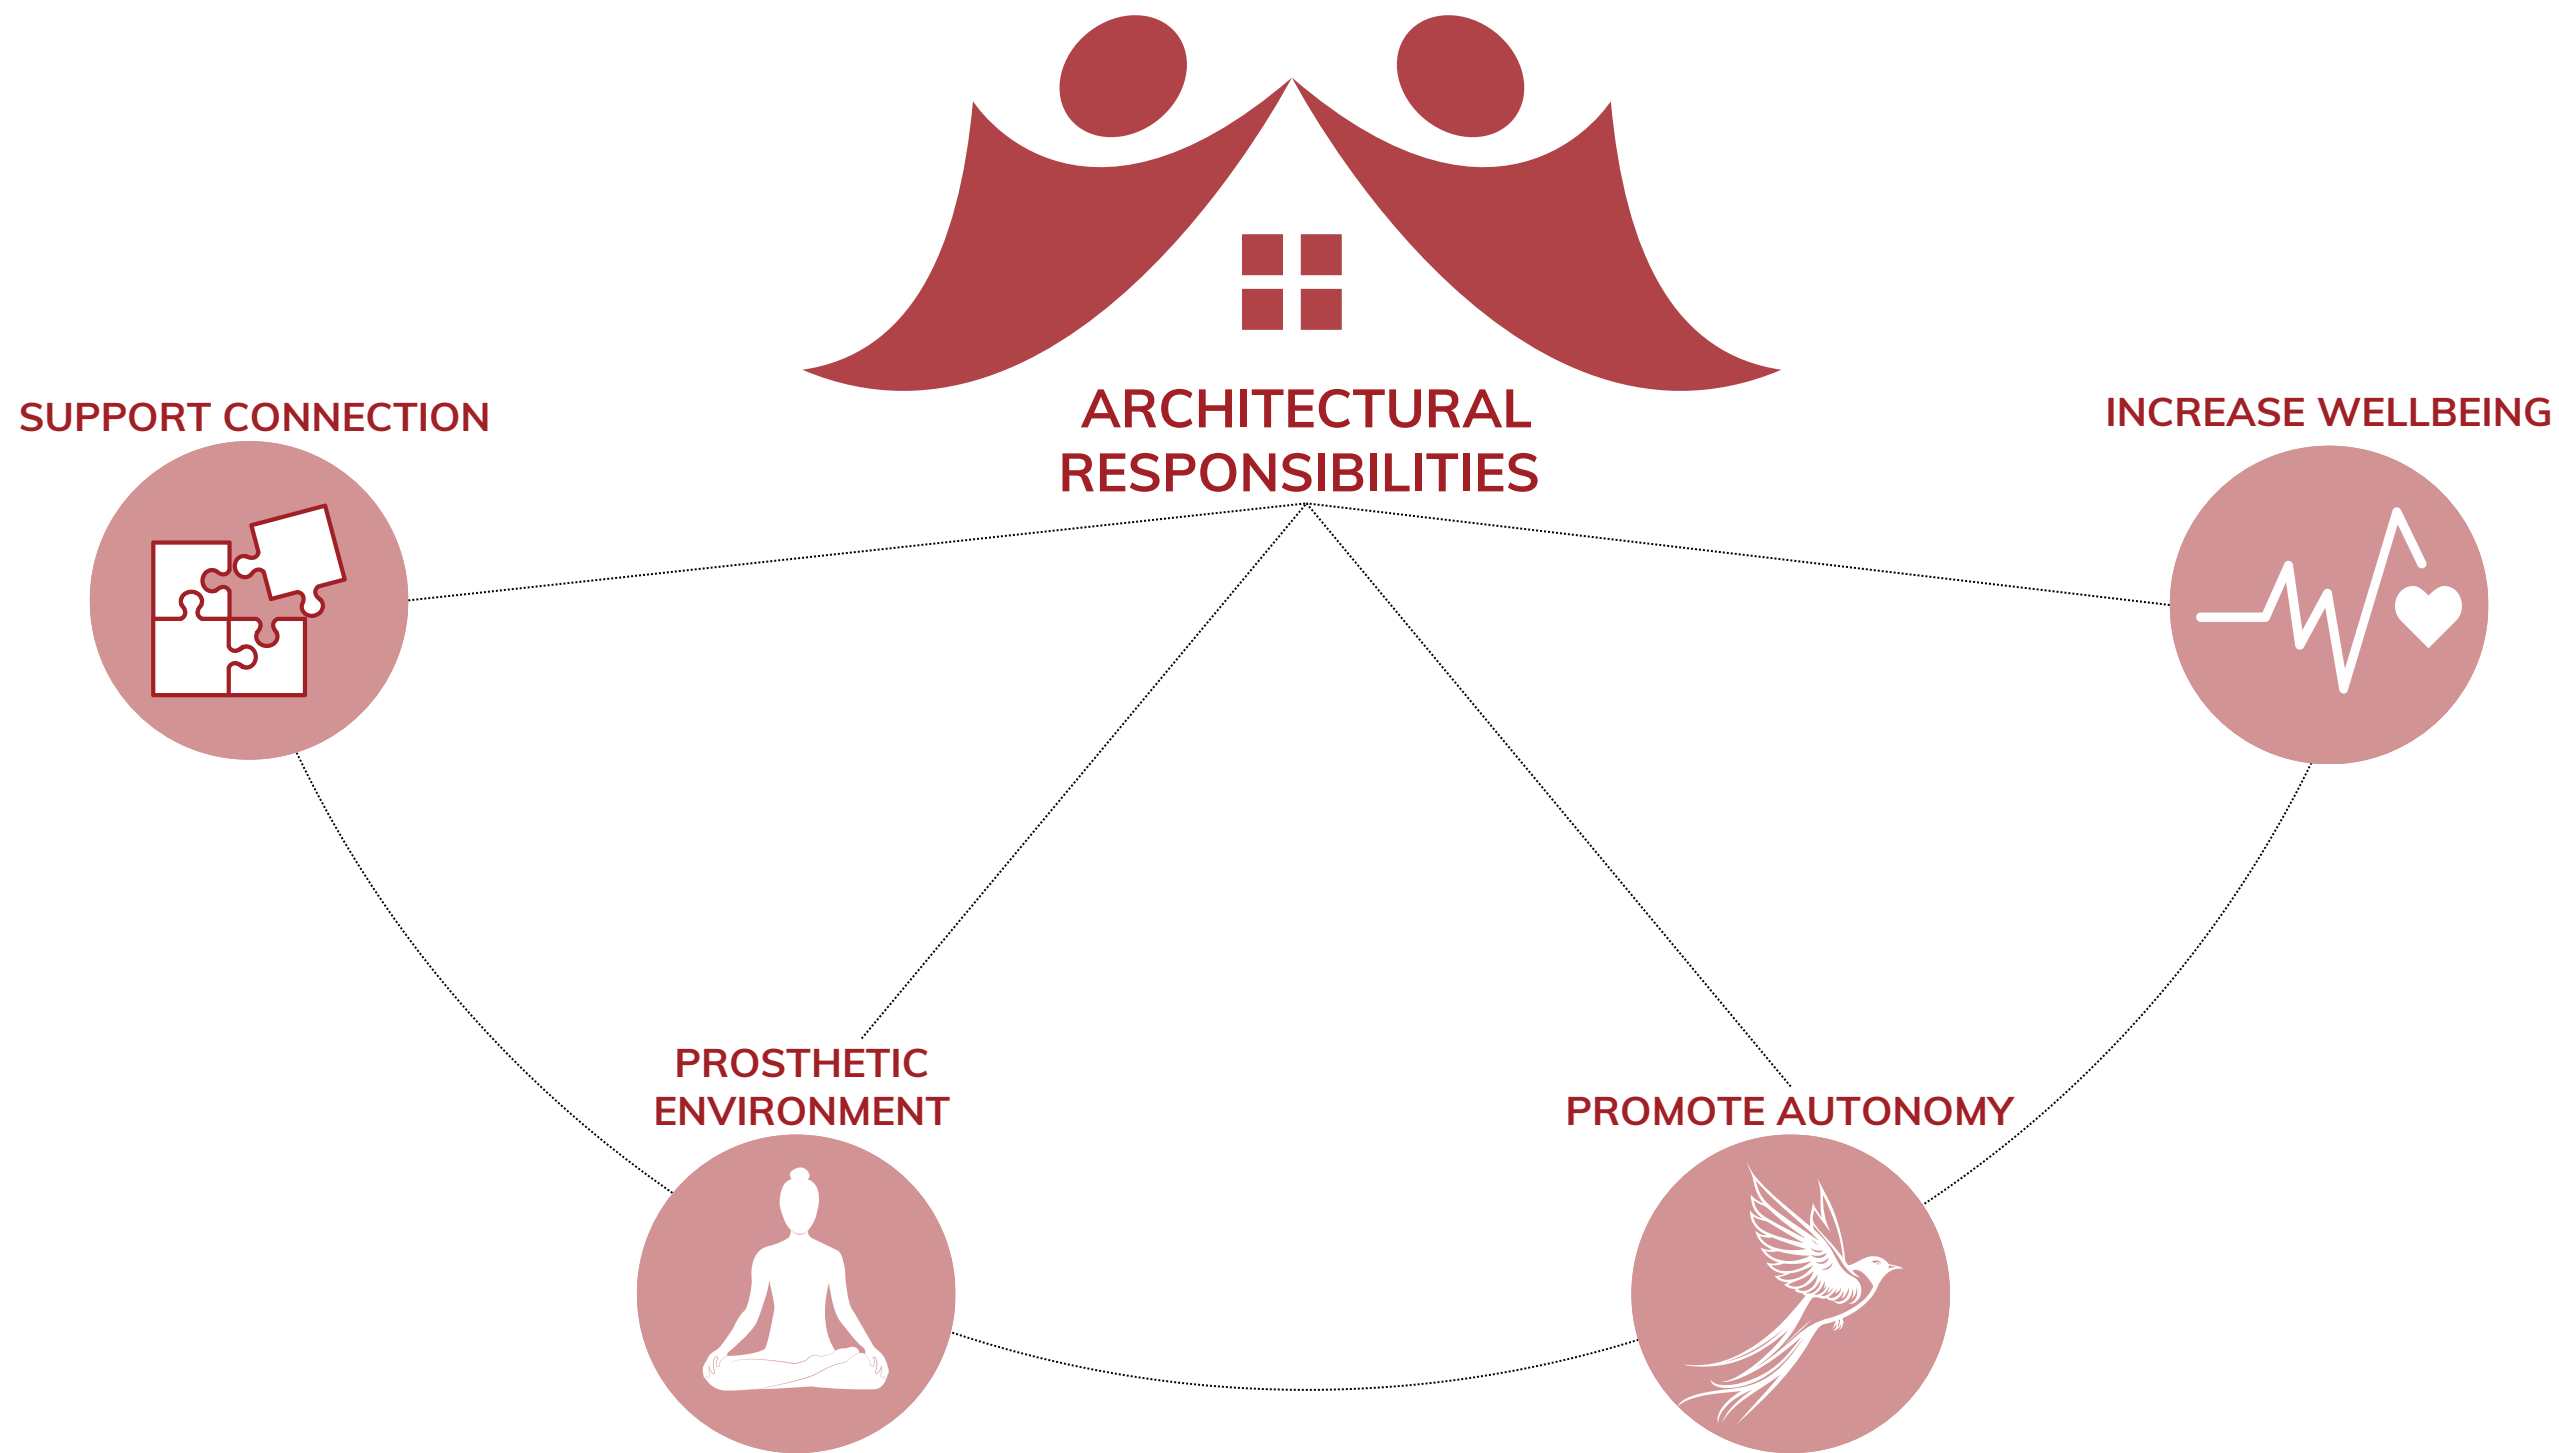 ARCHITECTURAL
RESPONSIBILITIES
SUPPORT CONNECTION
INCREASE WELLBEING
PROSTHETIC
ENVIRONMENT
PROMOTE AUTONOMY